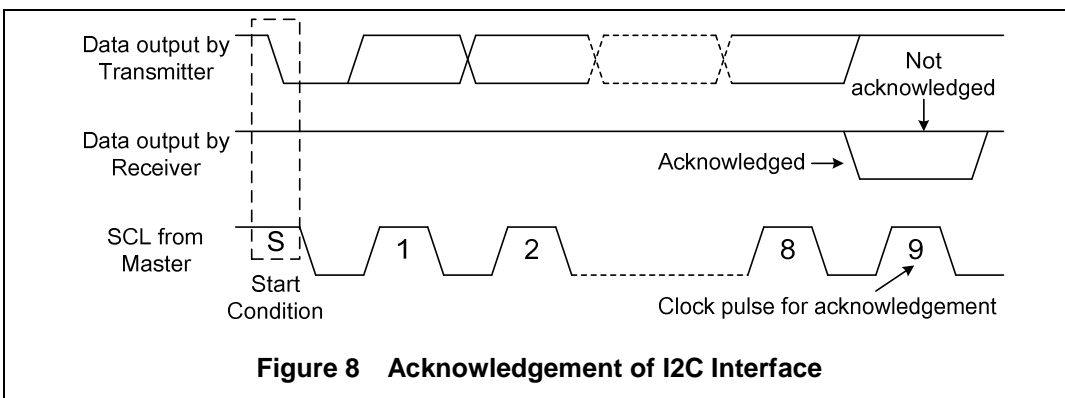 Data output by
Transmitter
Not
acknowledged
Data output by
Receiver
Acknowledged
SCL from
Master
S
1
2
8
9
Start
Condition
Clock pulse for acknowledgement
Figure 8 Acknowledgement of I2C Interface